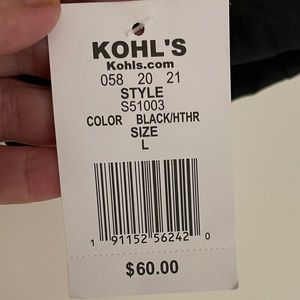 KOHL'S
Kohls.com
058 20 21
STYLE
S51003
COLOR BLACK/HTHR
SIZE
L
1 91152 56242 0
$60.00